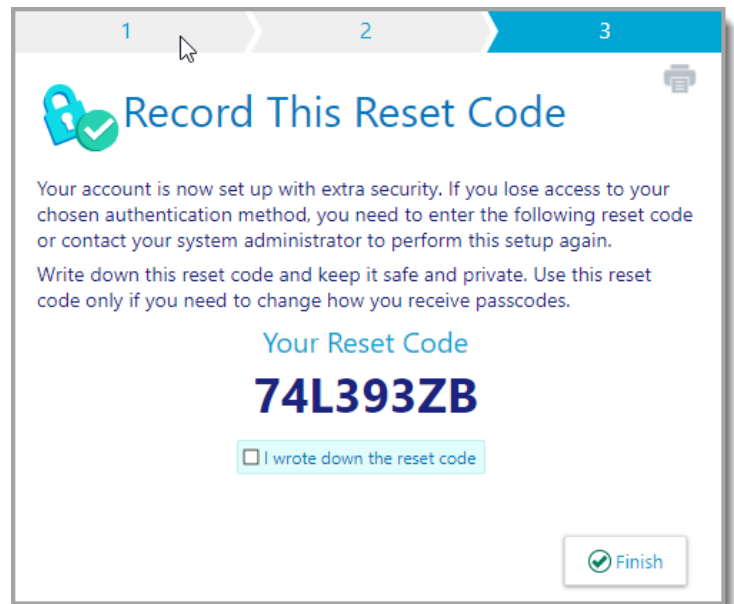 1 2 3
Record This Reset Code
Your account is now set up with extra security. If you lose access to your
chosen authentication method, you need to enter the following reset code
or contact your system administrator to perform this setup again.
Write down this reset code and keep it safe and private. Use this reset
code only if you need to change how you receive passcodes.
Your Reset Code
74L393ZB
I wrote down the reset code
Finish